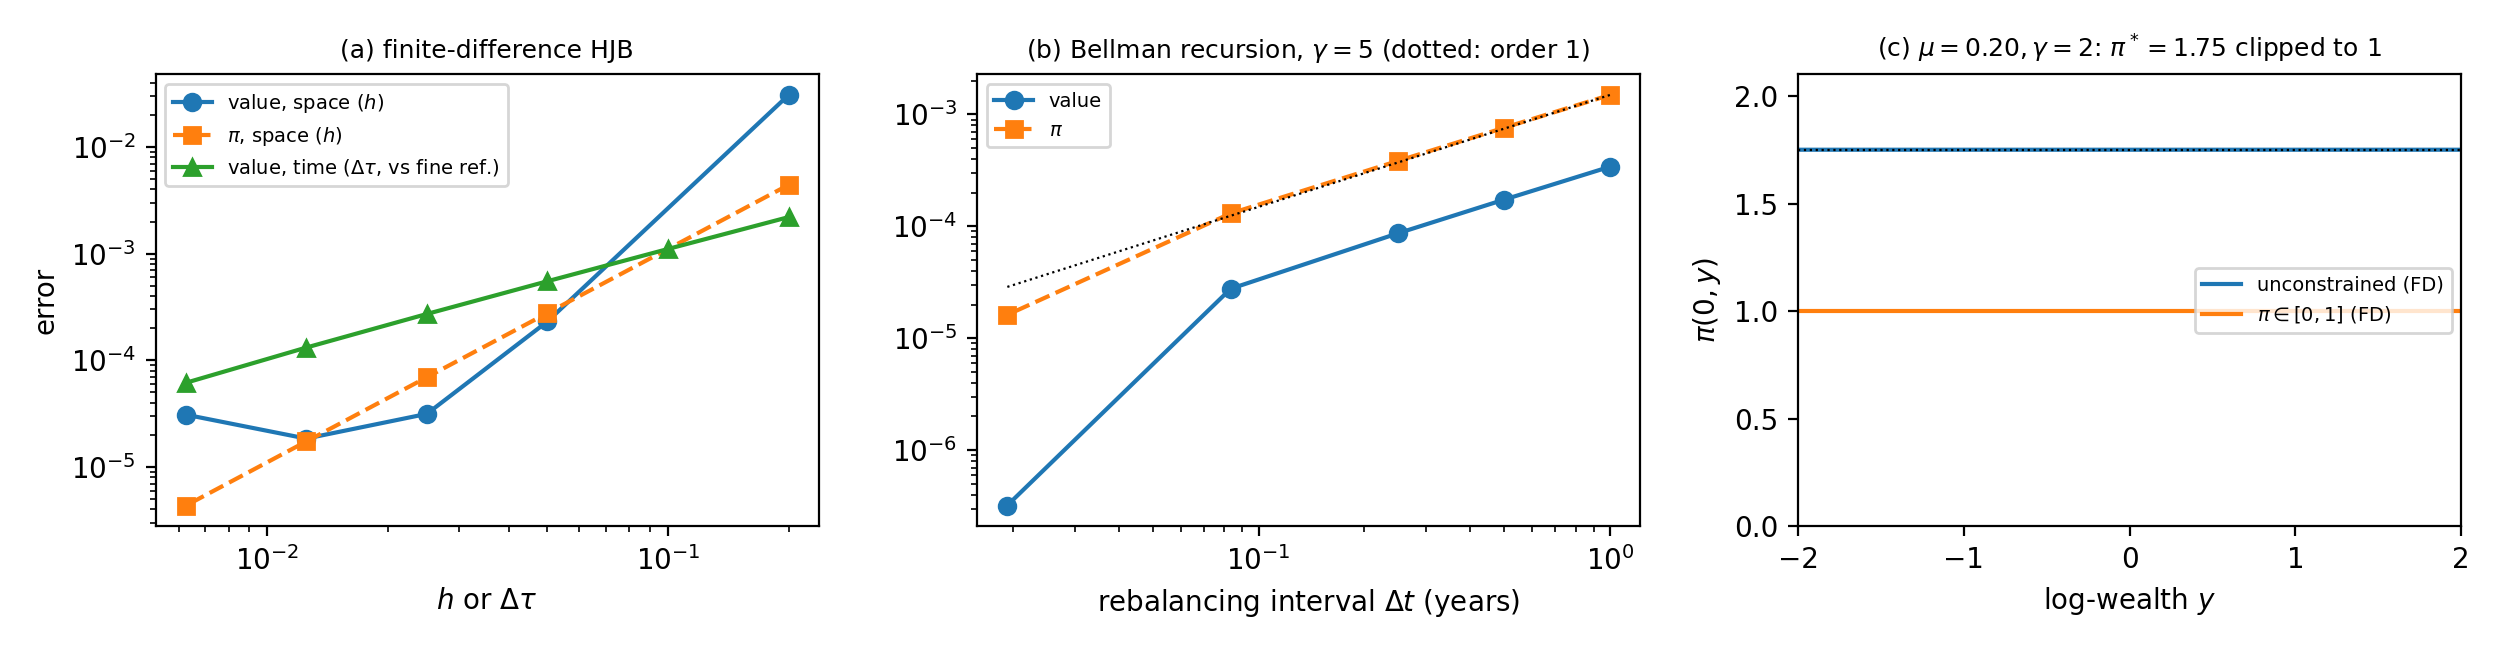 (a) finite-difference HJB
value, space (h)
π, space (h)
value, time (Δτ, vs fine ref.)
10⁻²
10⁻³
10⁻⁴
10⁻⁵
error
10⁻²
10⁻¹
h or Δτ
(b) Bellman recursion, γ = 5 (dotted: order 1)
value
π
10⁻³
10⁻⁴
10⁻⁵
10⁻⁶
10⁻¹
10⁰
rebalancing interval Δt (years)
(c) μ = 0.20, γ = 2: π* = 1.75 clipped to 1
2.0
1.5
1.0
0.5
0.0
π(0, y)
unconstrained (FD)
π ∈ [0, 1] (FD)
−2
−1
0
1
2
log-wealth y